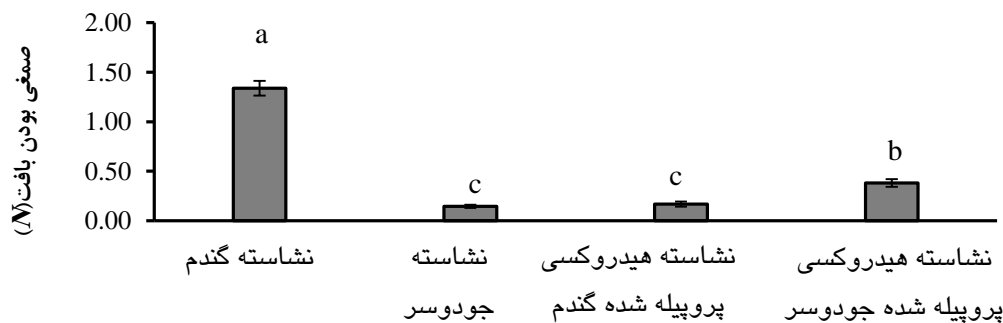 صمغی بودن بافت(N)
2.00
1.50
1.00
0.50
0.00
a
c
c
b
نشاسته گندم
نشاسته
جودوسر
نشاسته هیدروکسی
پروپیله شده گندم
نشاسته هیدروکسی
پروپیله شده جودوسر